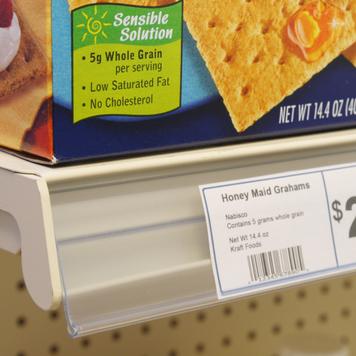 Sensible
Solution
• 5g Whole Grain
per serving
• Low Saturated Fat
• No Cholesterol
NET WT 14.4 OZ
Honey Maid Grahams
Nabisco
Contains 5 grams whole grain
Net Wt 14.4 oz
Kraft Foods
$2